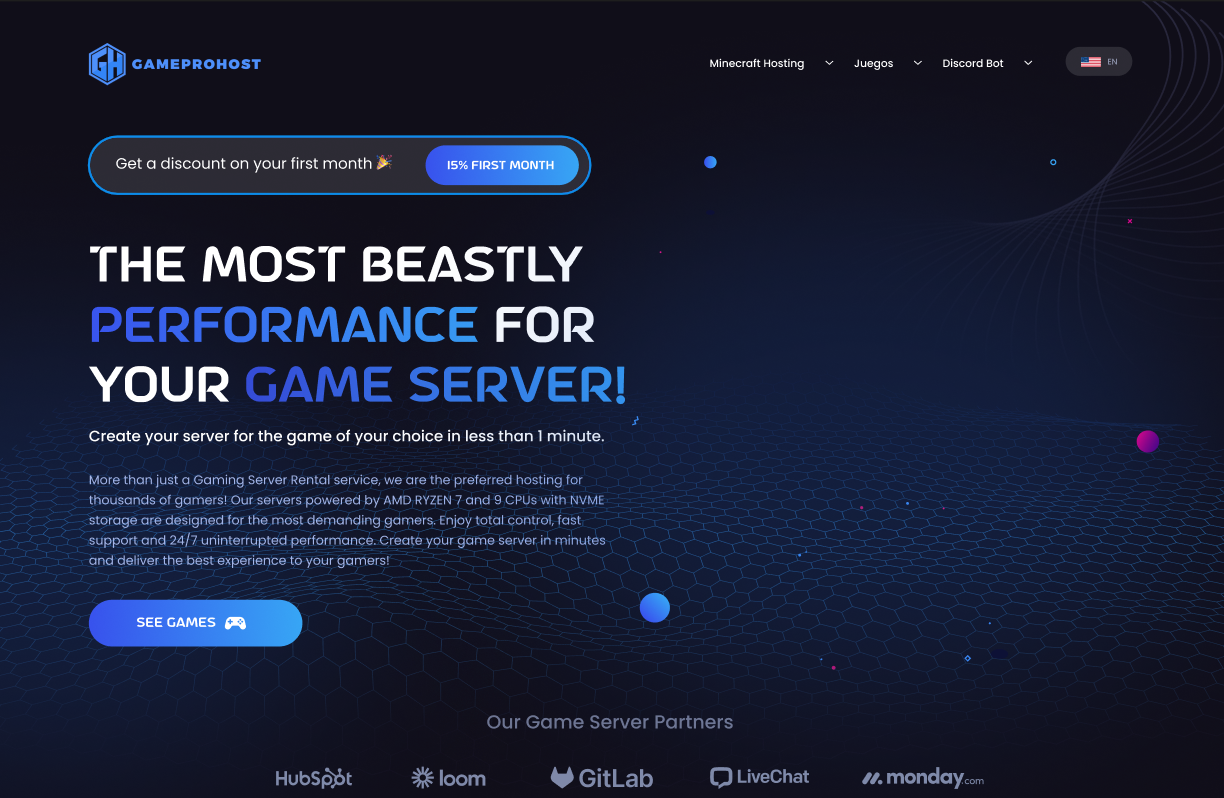 GH GAMEPROHOST
Minecraft Hosting Juegos Discord Bot EN
Get a discount on your first month 15% FIRST MONTH
THE MOST BEASTLY
PERFORMANCE FOR
YOUR GAME SERVER!
Create your server for the game of your choice in less than 1 minute.
More than just a Gaming Server Rental service, we are the preferred hosting for
thousands of gamers! Our servers powered by AMD RYZEN 7 and 9 CPUs with NVME
storage are designed for the most demanding gamers. Enjoy total control, fast
support and 24/7 uninterrupted performance. Create your game server in minutes
and deliver the best experience to your gamers!
SEE GAMES
Our Game Server Partners
HubSpot loom GitLab LiveChat monday.com